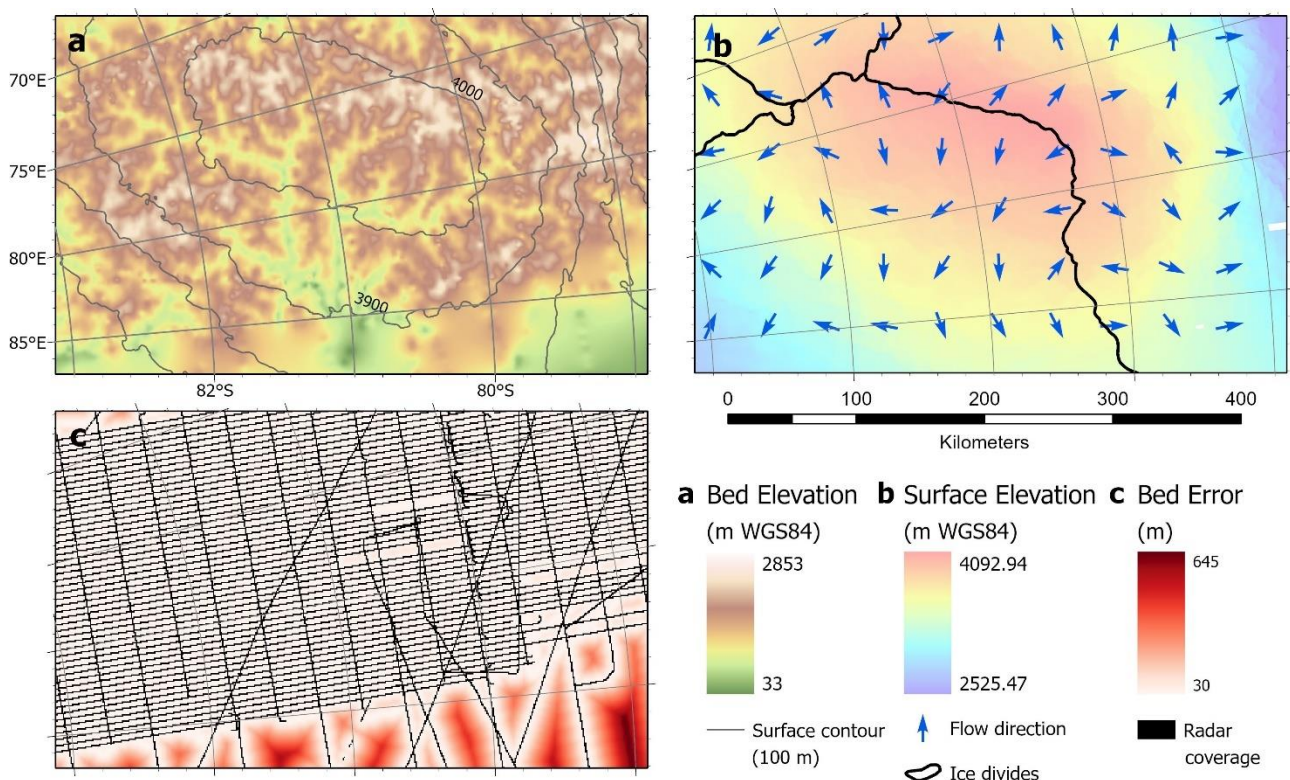 a
70°E
75°E
80°E
85°E
4000
3900
82°S
80°S
b
0 100 200 300 400
Kilometers
c
a Bed Elevation
(m WGS84)
2853
33
Surface contour
(100 m)
b Surface Elevation
(m WGS84)
4092.94
2525.47
Flow direction
Ice divides
c Bed Error
(m)
645
30
Radar
coverage